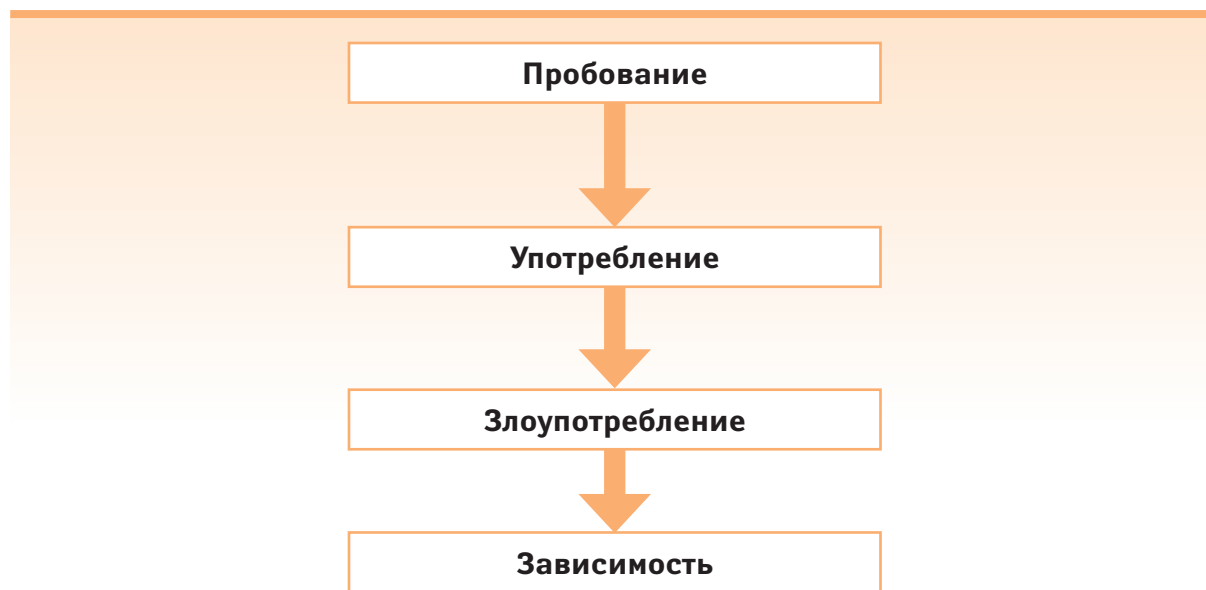 Пробование
Употребление
Злоупотребление
Зависимость